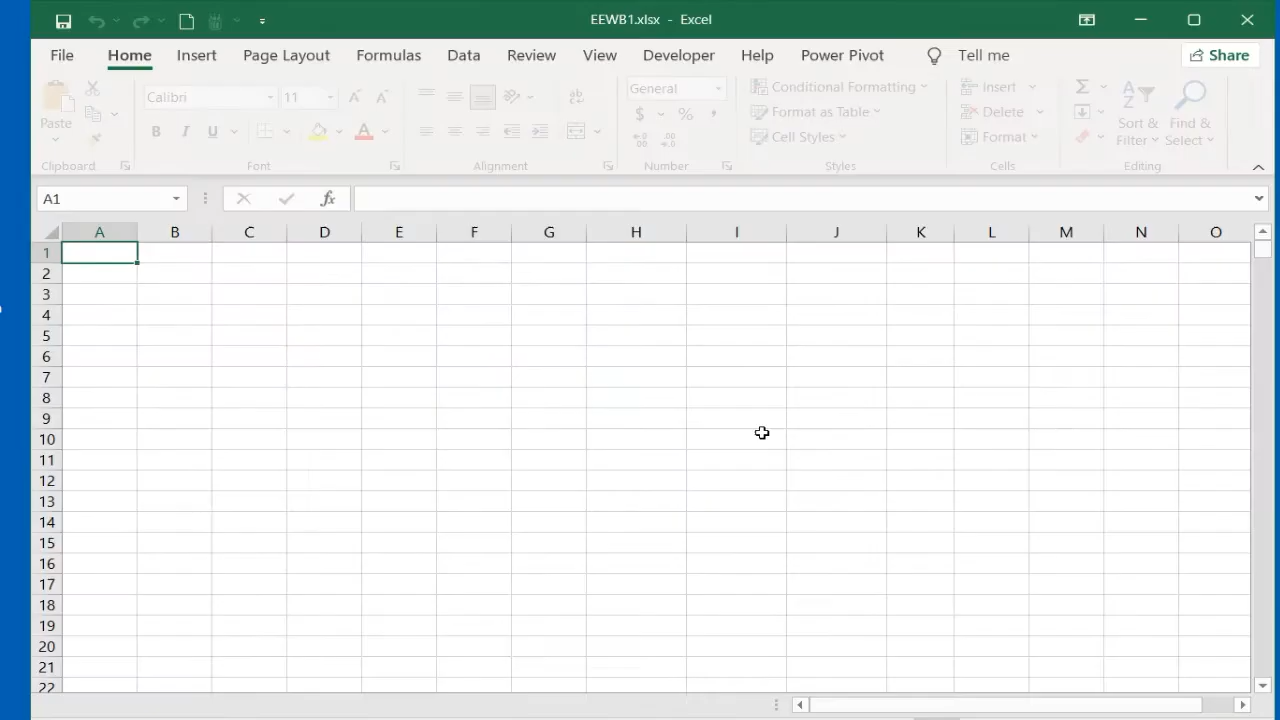 EEWB1.xlsx - Excel
File Home Insert Page Layout Formulas Data Review View Developer Help Power Pivot Tell me Share
Calibri 11 General Conditional Formatting Insert
Paste $ % , Format as Table Delete Sort & Find &
B I U A Cell Styles Format Filter Select
Clipboard Font Alignment Number Styles Cells Editing
A1 fx
A B C D E F G H I J K L M N O
1
2
3
4
5
6
7
8
9
10
11
12
13
14
15
16
17
18
19
20
21
22